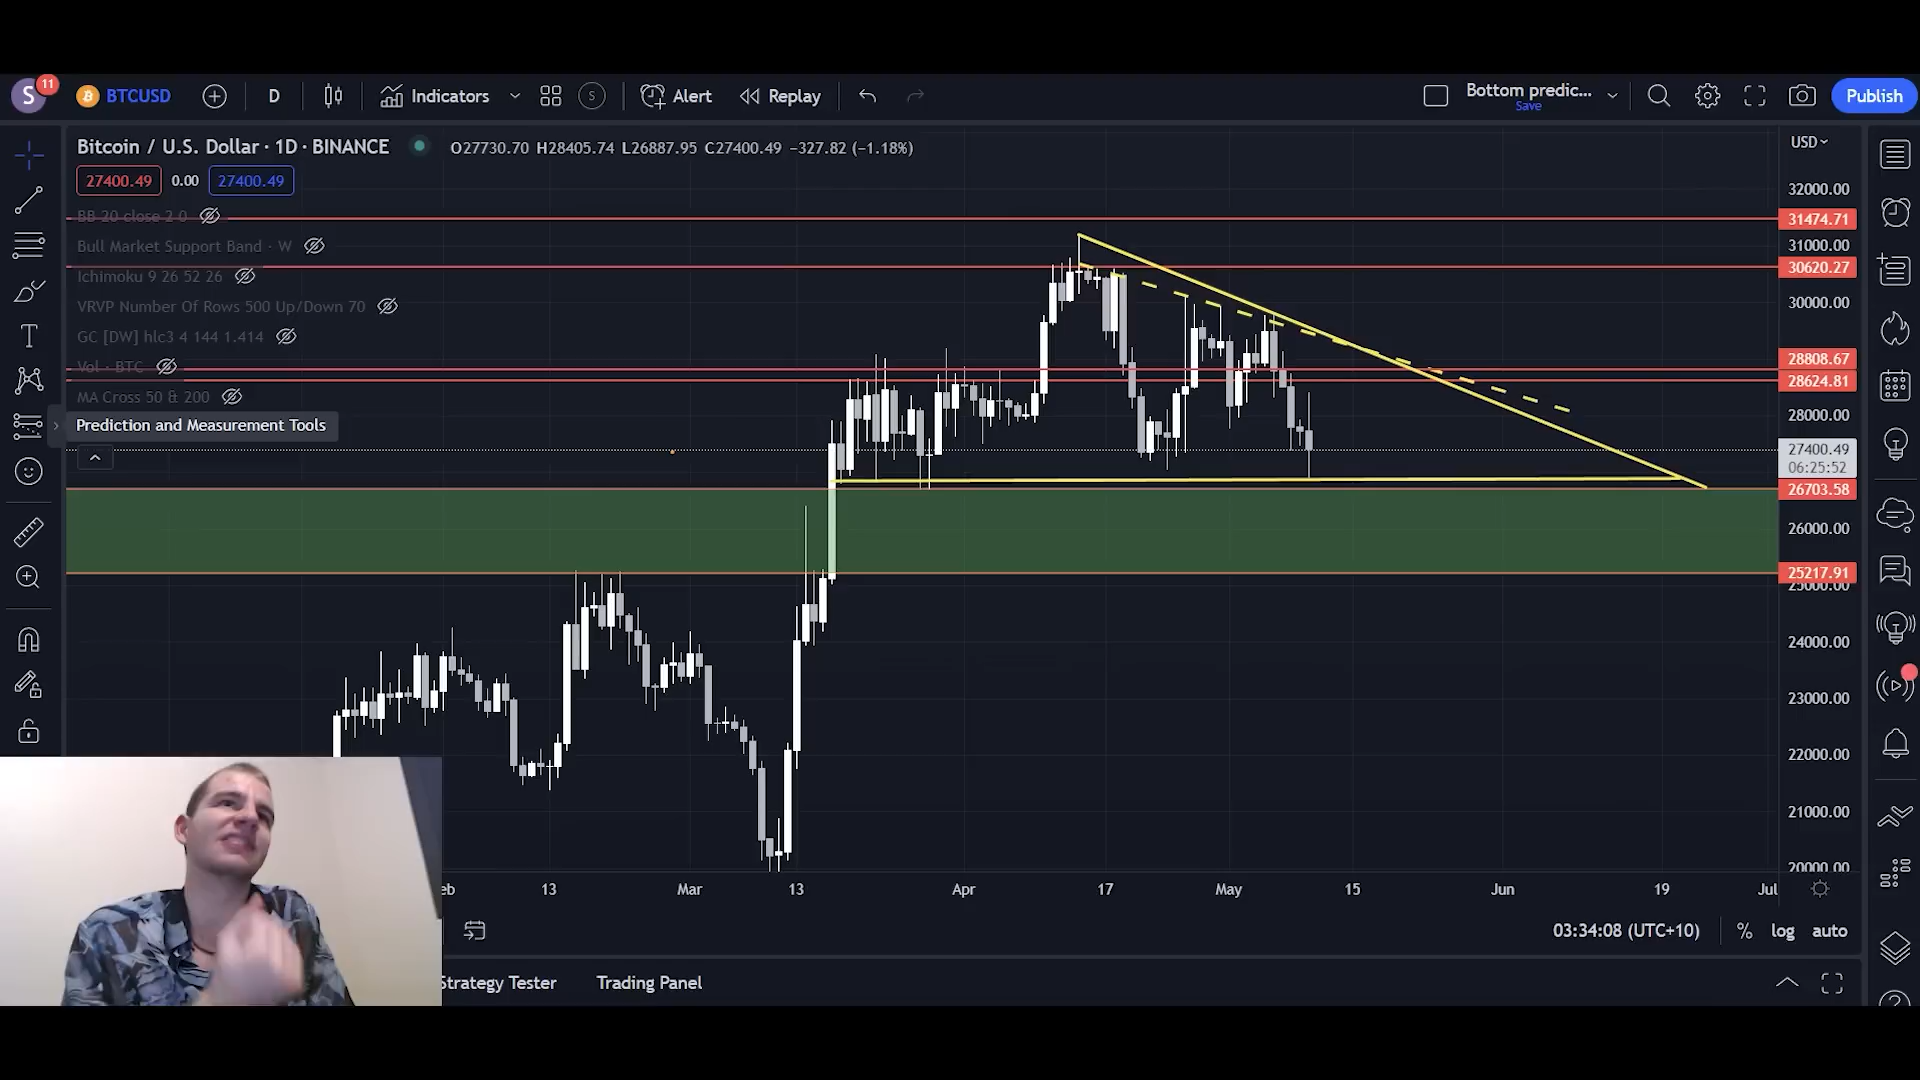 S 11 BTCUSD D Indicators S Alert Replay Bottom predic... Save Publish
Bitcoin / U.S. Dollar · 1D · BINANCE O27730.70 H28405.74 L26887.95 C27400.49 −327.82 (−1.18%)
USD
27400.49 0.00 27400.49
32000.00
BB 20 close 2 0
31474.71
Bull Market Support Band · W
31000.00
Ichimoku 9 26 52 26
30620.27
VRVP Number Of Rows 500 Up/Down 70
30000.00
GC [DW] hlc3 4 144 1.414
Vol · BTC
28808.67
28624.81
MA Cross 50 & 200
28000.00
Prediction and Measurement Tools
27400.49
06:25:52
26703.58
26000.00
25217.91
25000.00
24000.00
23000.00
22000.00
21000.00
20000.00
eb 13 Mar 13 Apr 17 May 15 Jun 19 Jul
03:34:08 (UTC+10) % log auto
Strategy Tester Trading Panel